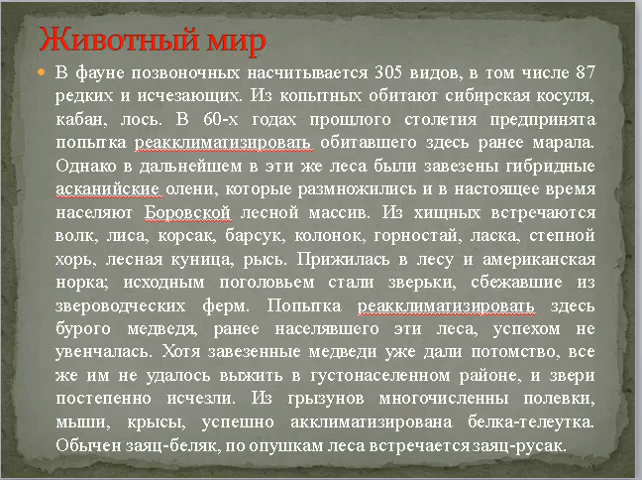 Животный мир
В фауне позвоночных насчитывается 305 видов, в том числе 87
редких и исчезающих. Из копытных обитают сибирская косуля,
кабан, лось. В 60-х годах прошлого столетия предпринята
попытка реакклиматизировать обитавшего здесь ранее марала.
Однако в дальнейшем в эти же леса были завезены гибридные
асканийские олени, которые размножились и в настоящее время
населяют Боровской лесной массив. Из хищных встречаются
волк, лиса, корсак, барсук, колонок, горностай, ласка, степной
хорь, лесная куница, рысь. Прижилась в лесу и американская
норка; исходным поголовьем стали зверьки, сбежавшие из
звероводческих ферм. Попытка реакклиматизировать здесь
бурого медведя, ранее населявшего эти леса, успехом не
увенчалась. Хотя завезенные медведи уже дали потомство, все
же им не удалось выжить в густонаселенном районе, и звери
постепенно исчезли. Из грызунов многочисленны полевки,
мыши, крысы, успешно акклиматизирована белка-телеутка.
Обычен заяц-беляк, по опушкам леса встречается заяц-русак.